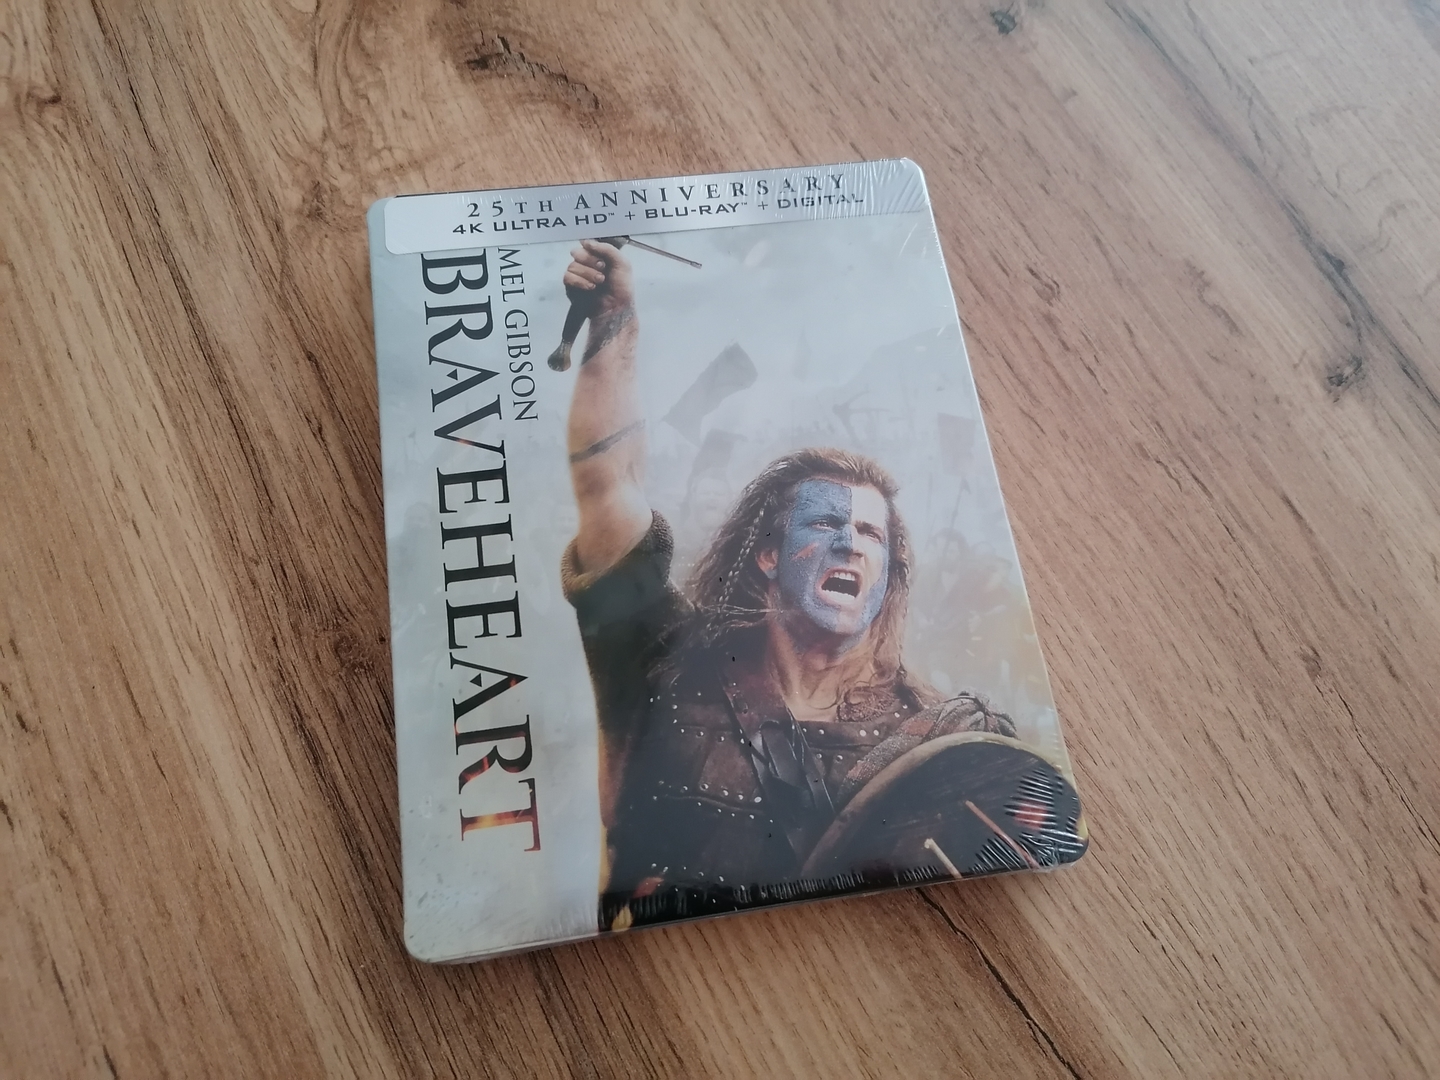 25TH ANNIVERSARY
4K ULTRA HD™ + BLU-RAY™ + DIGITAL
MEL GIBSON
BRAVEHEART